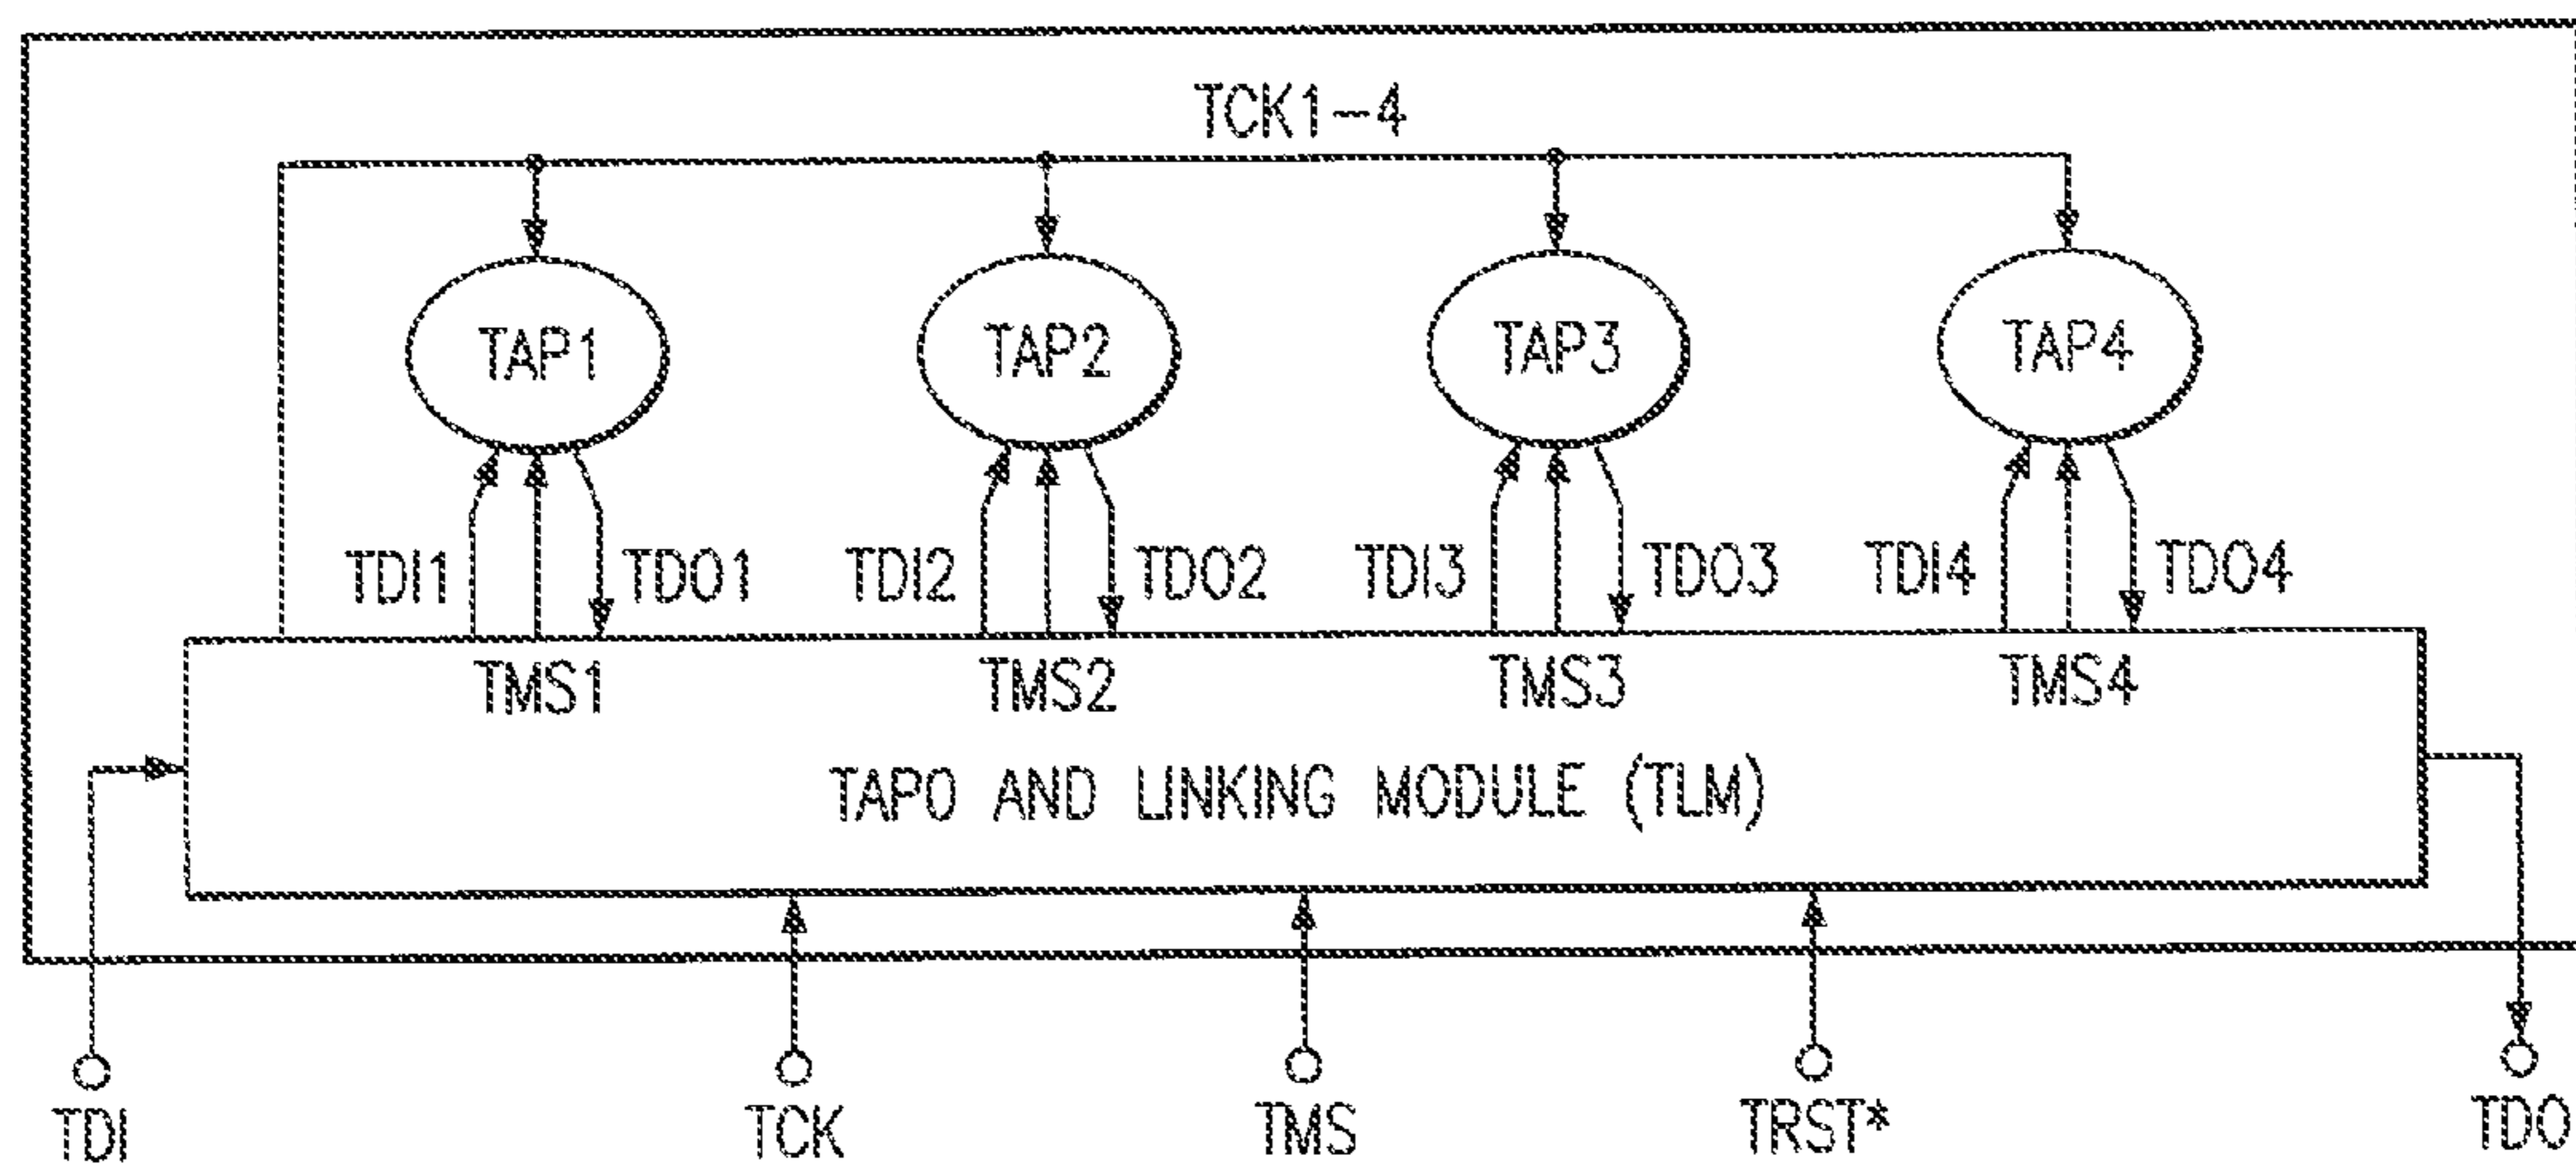 TCK1-4
TAP1 TAP2 TAP3 TAP4
TDI1 TDO1 TDI2 TDO2 TDI3 TDO3 TDI4 TDO4
TMS1 TMS2 TMS3 TMS4
TAP0 AND LINKING MODULE (TLM)
TDI TCK TMS TRST* TDO